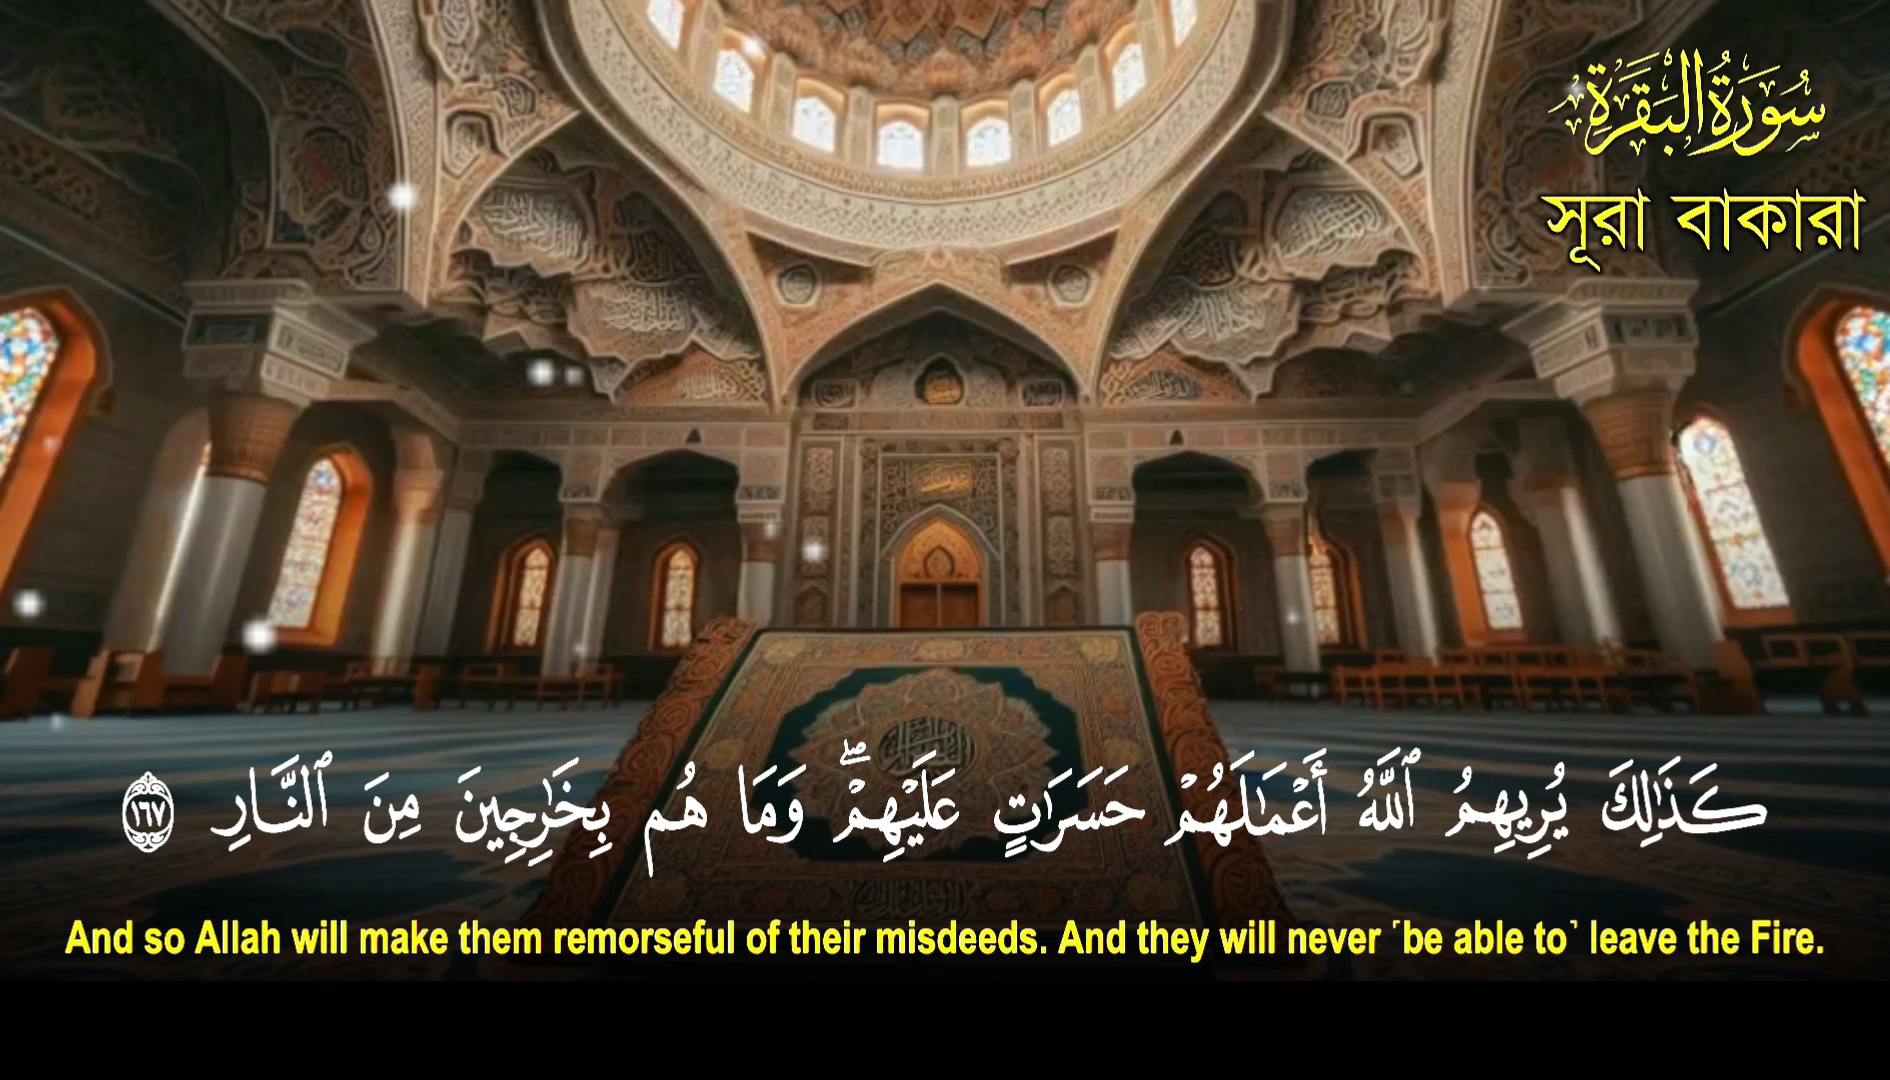 سُورَةُ البَقَرَةِ
সূরা বাকারা
كَذَٰلِكَ يُرِيهِمُ ٱللَّهُ أَعْمَـٰلَهُمْ حَسَرَٰتٍ عَلَيْهِمْ ۖ وَمَا هُم بِخَـٰرِجِينَ مِنَ ٱلنَّارِ ١٦٧
And so Allah will make them remorseful of their misdeeds. And they will never ˹be able to˺ leave the Fire.